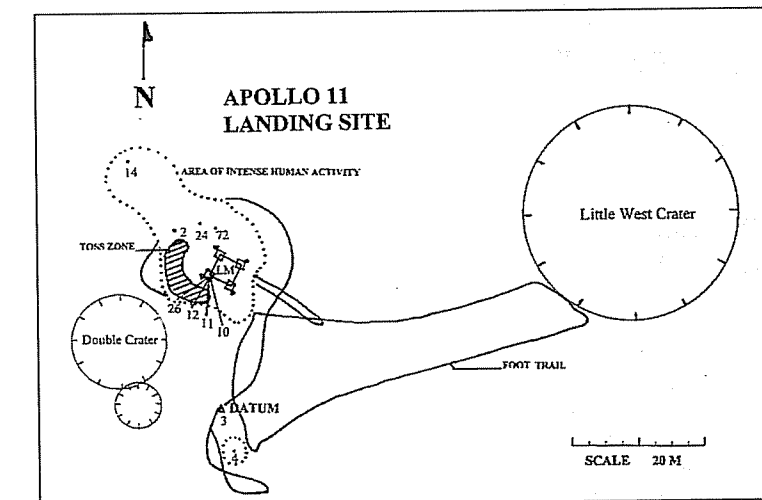 N
APOLLO 11
LANDING SITE
14
AREA OF INTENSE HUMAN ACTIVITY
2
24
72
TOSS ZONE
LM
26
12
11
10
Little West Crater
Double Crater
FOOT TRAIL
DATUM
3
4
SCALE 20 M